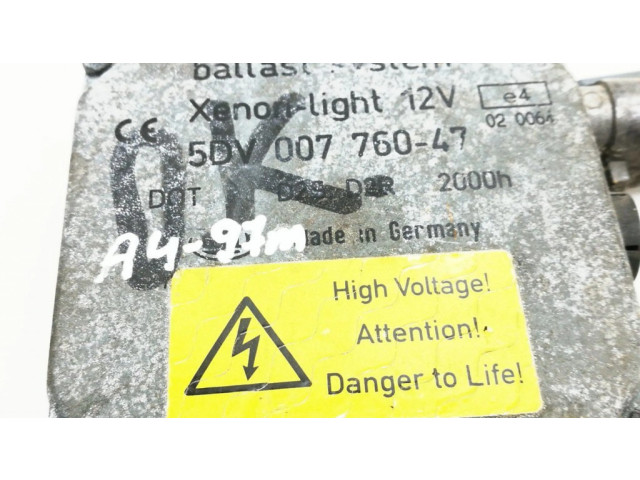 ballast system
Xenon-light 12V e4
CE 02 0064
5DV 007 760-47
OK
DOT D2S D2R 2000h
A4-97m
Made in Germany
High Voltage!
Attention!
Danger to Life!